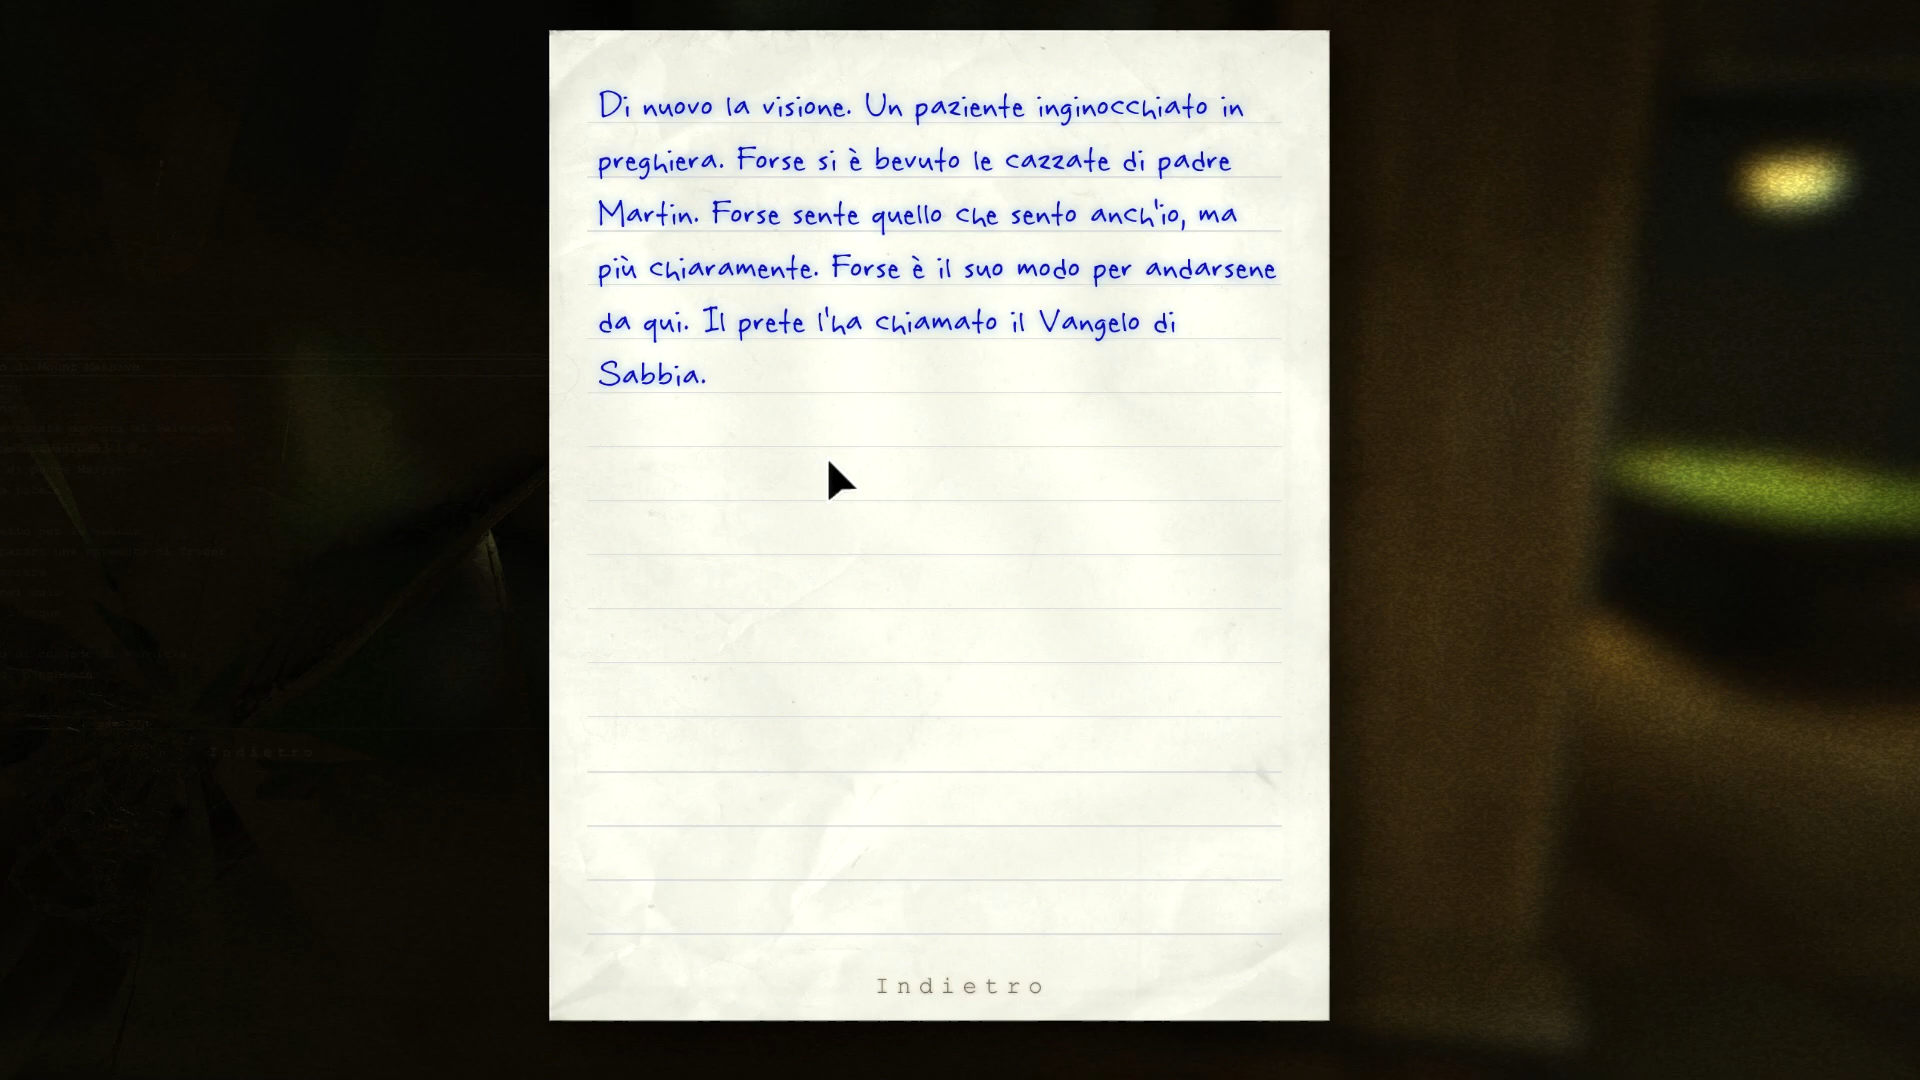 Di nuovo la visione. Un paziente inginocchiato in
preghiera. Forse si è bevuto le cazzate di padre
Martin. Forse sente quello che sento anch'io, ma
più chiaramente. Forse è il suo modo per andarsene
da qui. Il prete l'ha chiamato il Vangelo di
Sabbia.
Indietro
Indietro